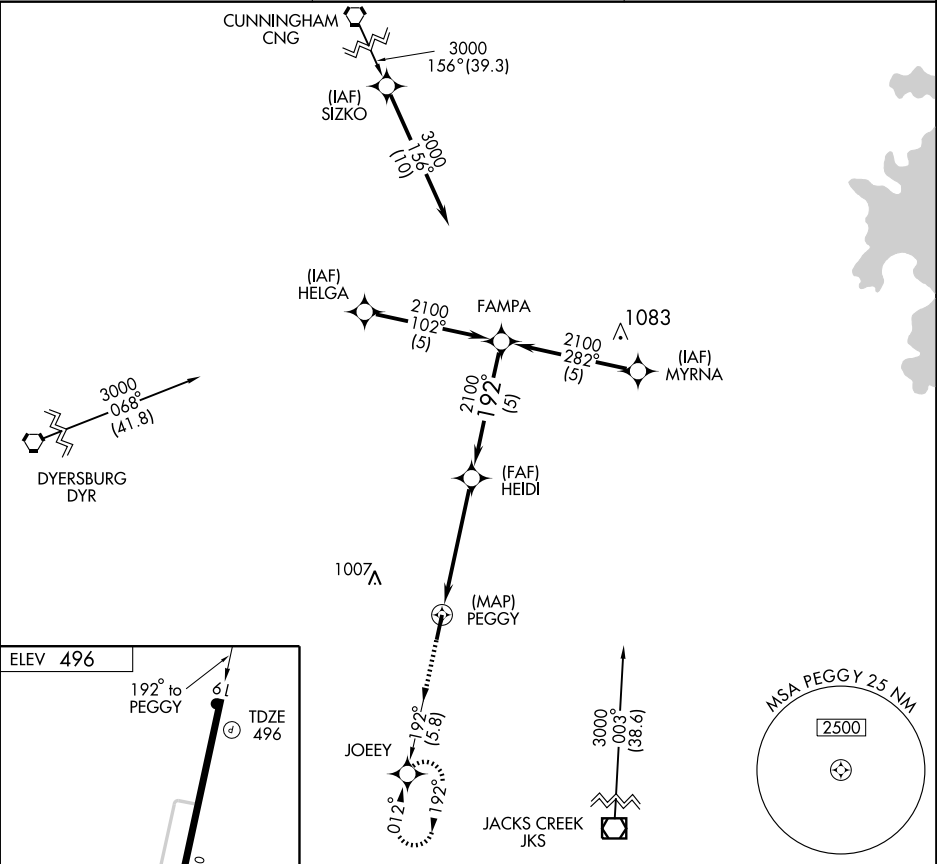 CUNNINGHAM
CNG
3000
156°(39.3)
(IAF)
SIZKO
3000
156°
(10)
(IAF)
HELGA
2100
102°
(5)
FAMPA
2100
282°
(5)
1083
(IAF)
MYRNA
3000
068°
(41.8)
DYERSBURG
DYR
2100
192°
(5)
(FAF)
HEIDI
1007
(MAP)
PEGGY
192°
(5.8)
JOEEY
012°
192°
3000
003°
(38.6)
JACKS CREEK
JKS
MSA PEGGY 25 NM
2500
ELEV 496
192° to
PEGGY
19
P
TDZE
496